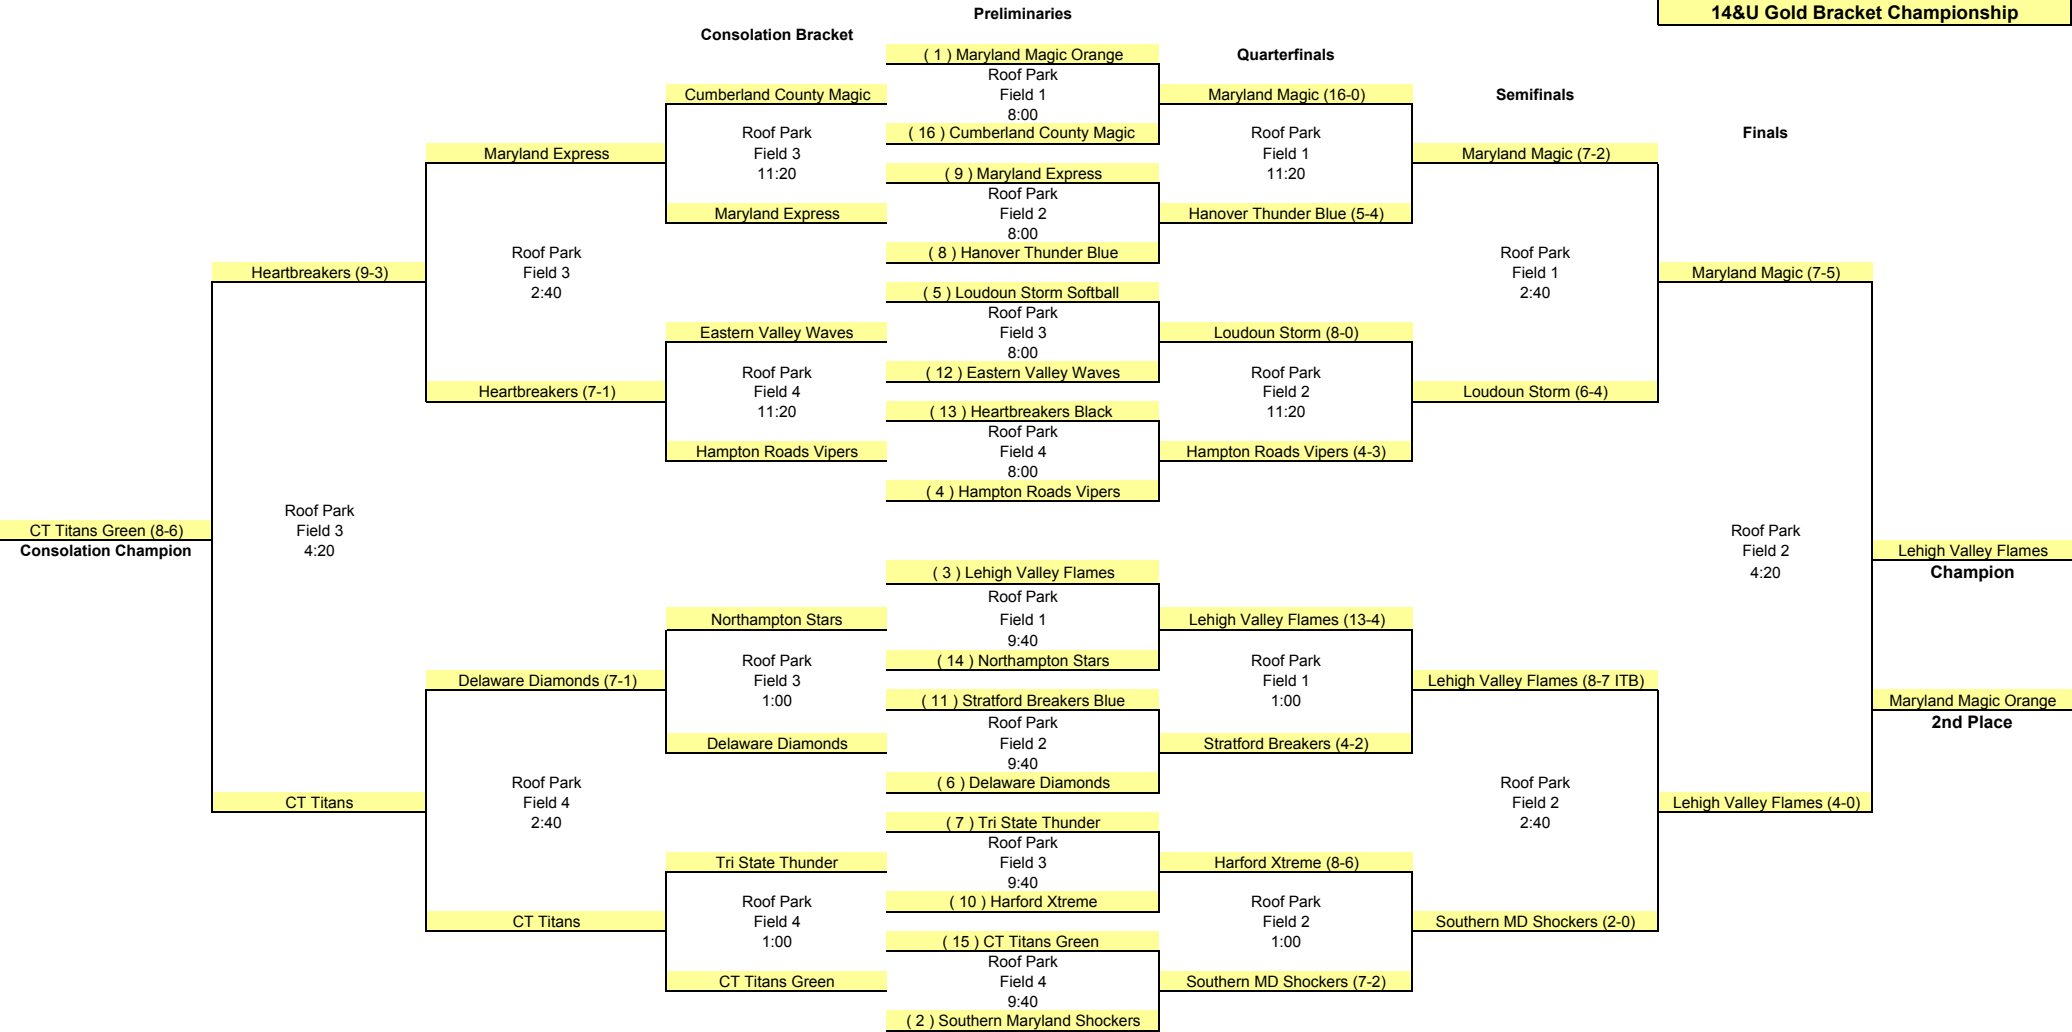 Preliminaries
14&U Gold Bracket Championship
Consolation Bracket
( 1 ) Maryland Magic Orange
Quarterfinals
Roof Park
Cumberland County Magic
Field 1
Maryland Magic (16-0)
Semifinals
8:00
Roof Park
( 16 ) Cumberland County Magic
Roof Park
Finals
Maryland Express
Field 3
Field 1
Maryland Magic (7-2)
11:20
( 9 ) Maryland Express
11:20
Roof Park
Maryland Express
Field 2
Hanover Thunder Blue (5-4)
8:00
Roof Park
( 8 ) Hanover Thunder Blue
Roof Park
Heartbreakers (9-3)
Field 3
Field 1
Maryland Magic (7-5)
2:40
( 5 ) Loudoun Storm Softball
2:40
Roof Park
Eastern Valley Waves
Field 3
Loudoun Storm (8-0)
8:00
Roof Park
( 12 ) Eastern Valley Waves
Roof Park
Heartbreakers (7-1)
Field 4
Field 2
Loudoun Storm (6-4)
11:20
( 13 ) Heartbreakers Black
11:20
Roof Park
Hampton Roads Vipers
Field 4
Hampton Roads Vipers (4-3)
8:00
( 4 ) Hampton Roads Vipers
Roof Park
CT Titans Green (8-6)
Field 3
Roof Park
Consolation Champion
4:20
Field 2
Lehigh Valley Flames
( 3 ) Lehigh Valley Flames
4:20
Champion
Roof Park
Northampton Stars
Field 1
Lehigh Valley Flames (13-4)
9:40
Roof Park
( 14 ) Northampton Stars
Roof Park
Delaware Diamonds (7-1)
Field 3
Field 1
Lehigh Valley Flames (8-7 ITB)
1:00
( 11 ) Stratford Breakers Blue
1:00
Maryland Magic Orange
Roof Park
2nd Place
Delaware Diamonds
Field 2
Stratford Breakers (4-2)
9:40
Roof Park
( 6 ) Delaware Diamonds
Roof Park
CT Titans
Field 4
Field 2
Lehigh Valley Flames (4-0)
2:40
( 7 ) Tri State Thunder
2:40
Roof Park
Tri State Thunder
Field 3
Harford Xtreme (8-6)
9:40
Roof Park
( 10 ) Harford Xtreme
Roof Park
CT Titans
Field 4
Field 2
Southern MD Shockers (2-0)
1:00
( 15 ) CT Titans Green
1:00
Roof Park
CT Titans Green
Field 4
Southern MD Shockers (7-2)
9:40
( 2 ) Southern Maryland Shockers